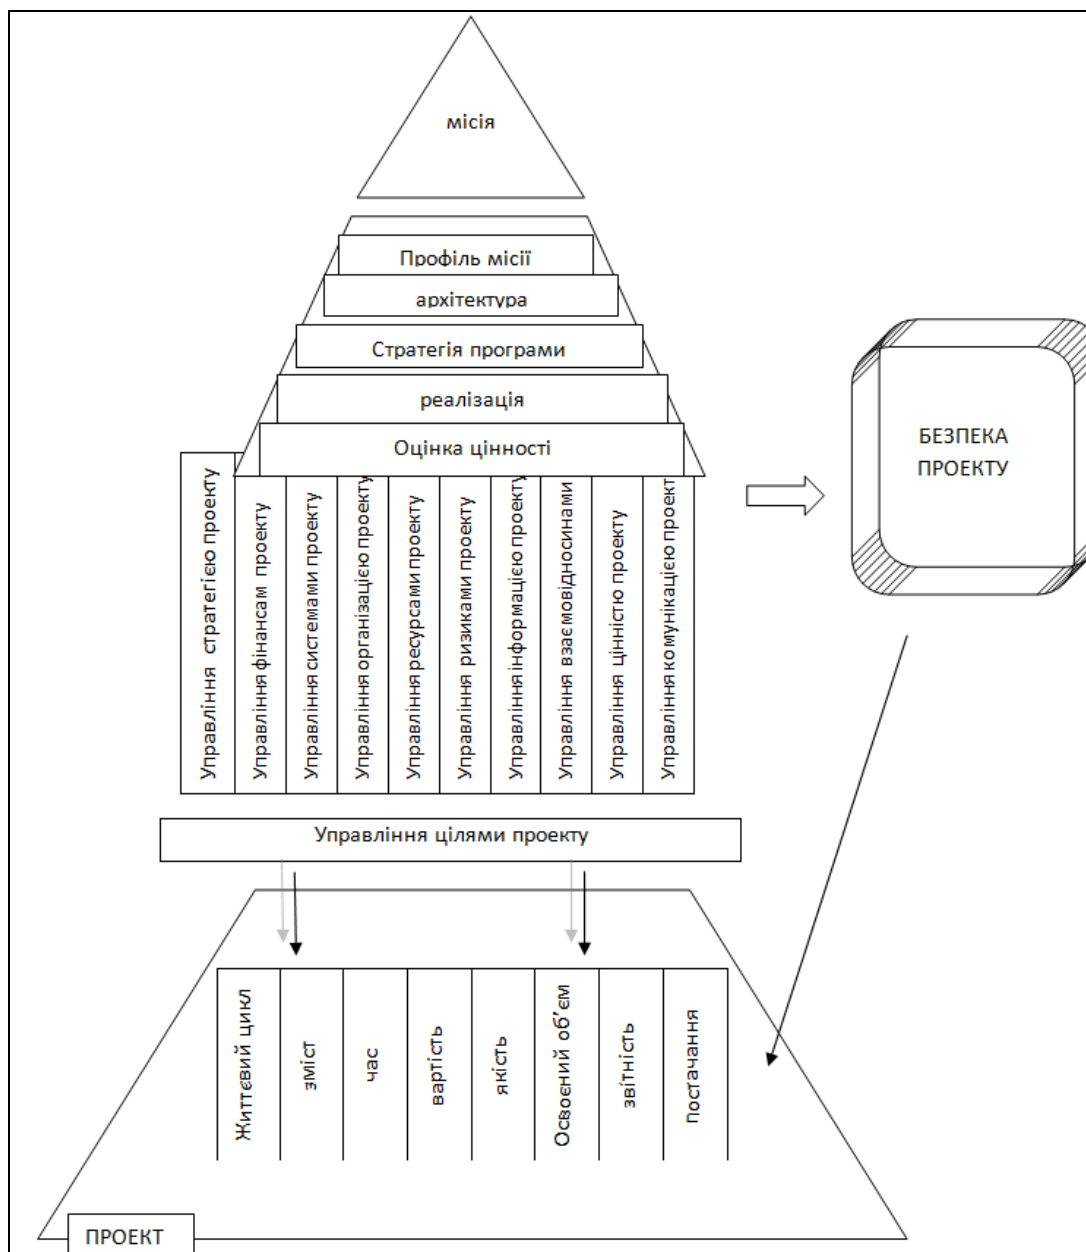 місія
Профіль місії
архітектура
Стратегія програми
реалізація
Оцінка цінності
Управління стратегією проекту
Управління фінансам проекту
Управління системами проекту
Управління організацією проекту
Управління ресурсами проекту
Управління ризиками проекту
Управління інформацією проекту
Управління взаємовідносинами
Управління цінністю проекту
Управління комунікацією проект
БЕЗПЕКА
ПРОЕКТУ
Управління цілями проекту
Життєвий цикл
зміст
час
вартість
якість
Освоєний об’єм
звітність
постачання
ПРОЕКТ